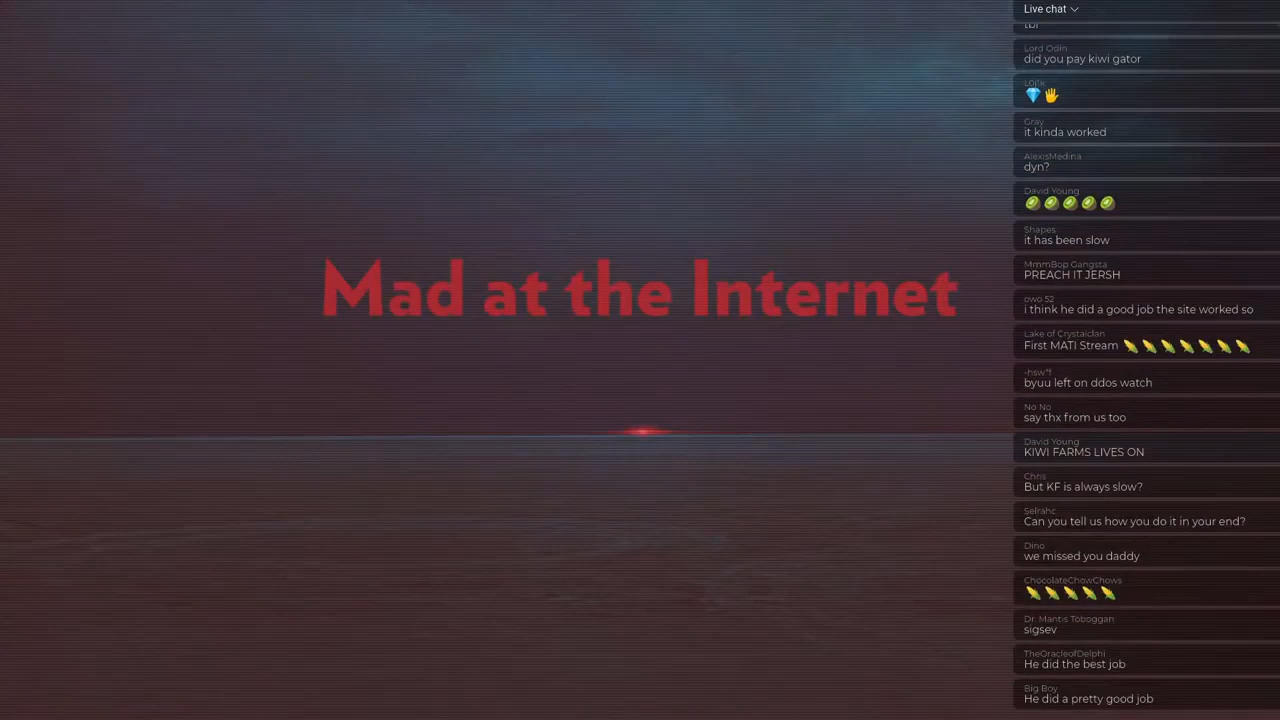 Live chat
Mad at the Internet
Lord Odin
did you pay kiwi gator
💎🖐
Gray
it kinda worked
AlexisMedina
dyn?
David Young
🥝🥝🥝🥝🥝
Shapes
it has been slow
MmmBop Gangsta
PREACH IT JERSH
owo 52
i think he did a good job the site worked so
Lake of Crystalclan
First MATI Stream 🌽🌽🌽🌽🌽🌽🌽
byuu left on ddos watch
No No
say thx from us too
David Young
KIWI FARMS LIVES ON
Chris
But KF is always slow?
Selrahc
Can you tell us how you do it in your end?
Dino
we missed you daddy
ChocolateChowChows
🌽🌽🌽🌽🌽
Dr. Mantis Toboggan
sigsev
TheOracleofDelphi
He did the best job
Big Boy
He did a pretty good job